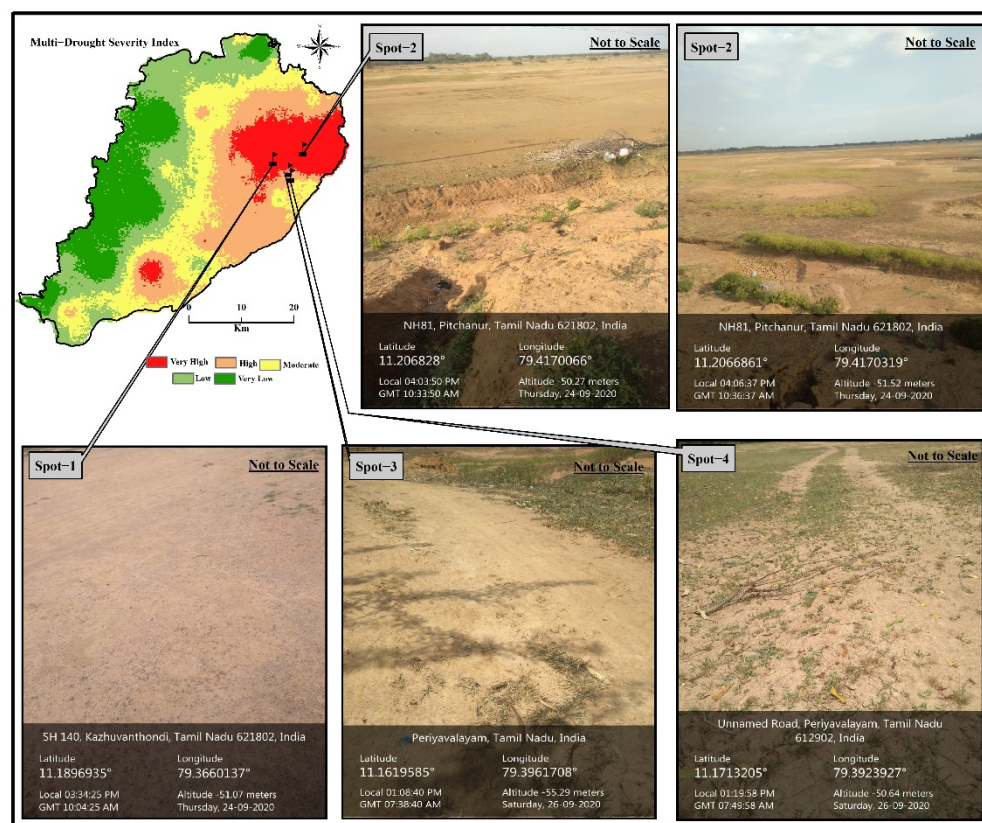 Multi-Drought Severity Index
0 10 20
Km
Very High High Moderate
Low Very Low
Spot-2
Not to Scale
NH81, Pitchanur, Tamil Nadu 621802, India
Latitude Longitude
11.206828° 79.4170066°
Local 04:03:50 PM Altitude -50.27 meters
GMT 10:33:50 AM Thursday, 24-09-2020
Spot-2
Not to Scale
NH81, Pitchanur, Tamil Nadu 621802, India
Latitude Longitude
11.2066861° 79.4170319°
Local 04:06:37 PM Altitude -51.52 meters
GMT 10:36:37 AM Thursday, 24-09-2020
Spot-1
Not to Scale
SH 140, Kazhuvanthondi, Tamil Nadu 621802, India
Latitude Longitude
11.1896935° 79.3660137°
Local 03:34:25 PM Altitude -51.07 meters
GMT 10:04:25 AM Thursday, 24-09-2020
Spot-3
Not to Scale
Periyavalayam, Tamil Nadu, India
Latitude Longitude
11.1619585° 79.3961708°
Local 01:08:40 PM Altitude -55.29 meters
GMT 07:38:40 AM Saturday, 26-09-2020
Spot-4
Not to Scale
Unnamed Road, Periyavalayam, Tamil Nadu
612902, India
Latitude Longitude
11.1713205° 79.3923927°
Local 01:19:58 PM Altitude -50.64 meters
GMT 07:49:58 AM Saturday, 26-09-2020